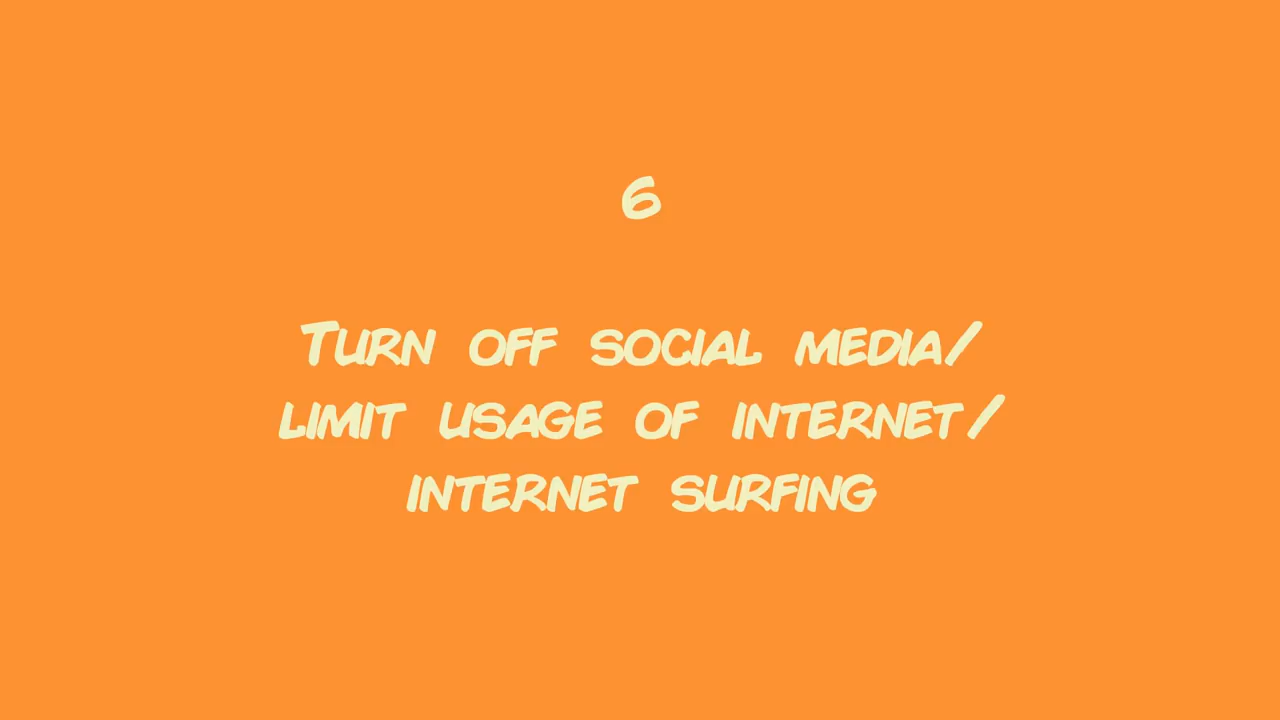 6
Turn off social media/
limit usage of internet/
internet surfing